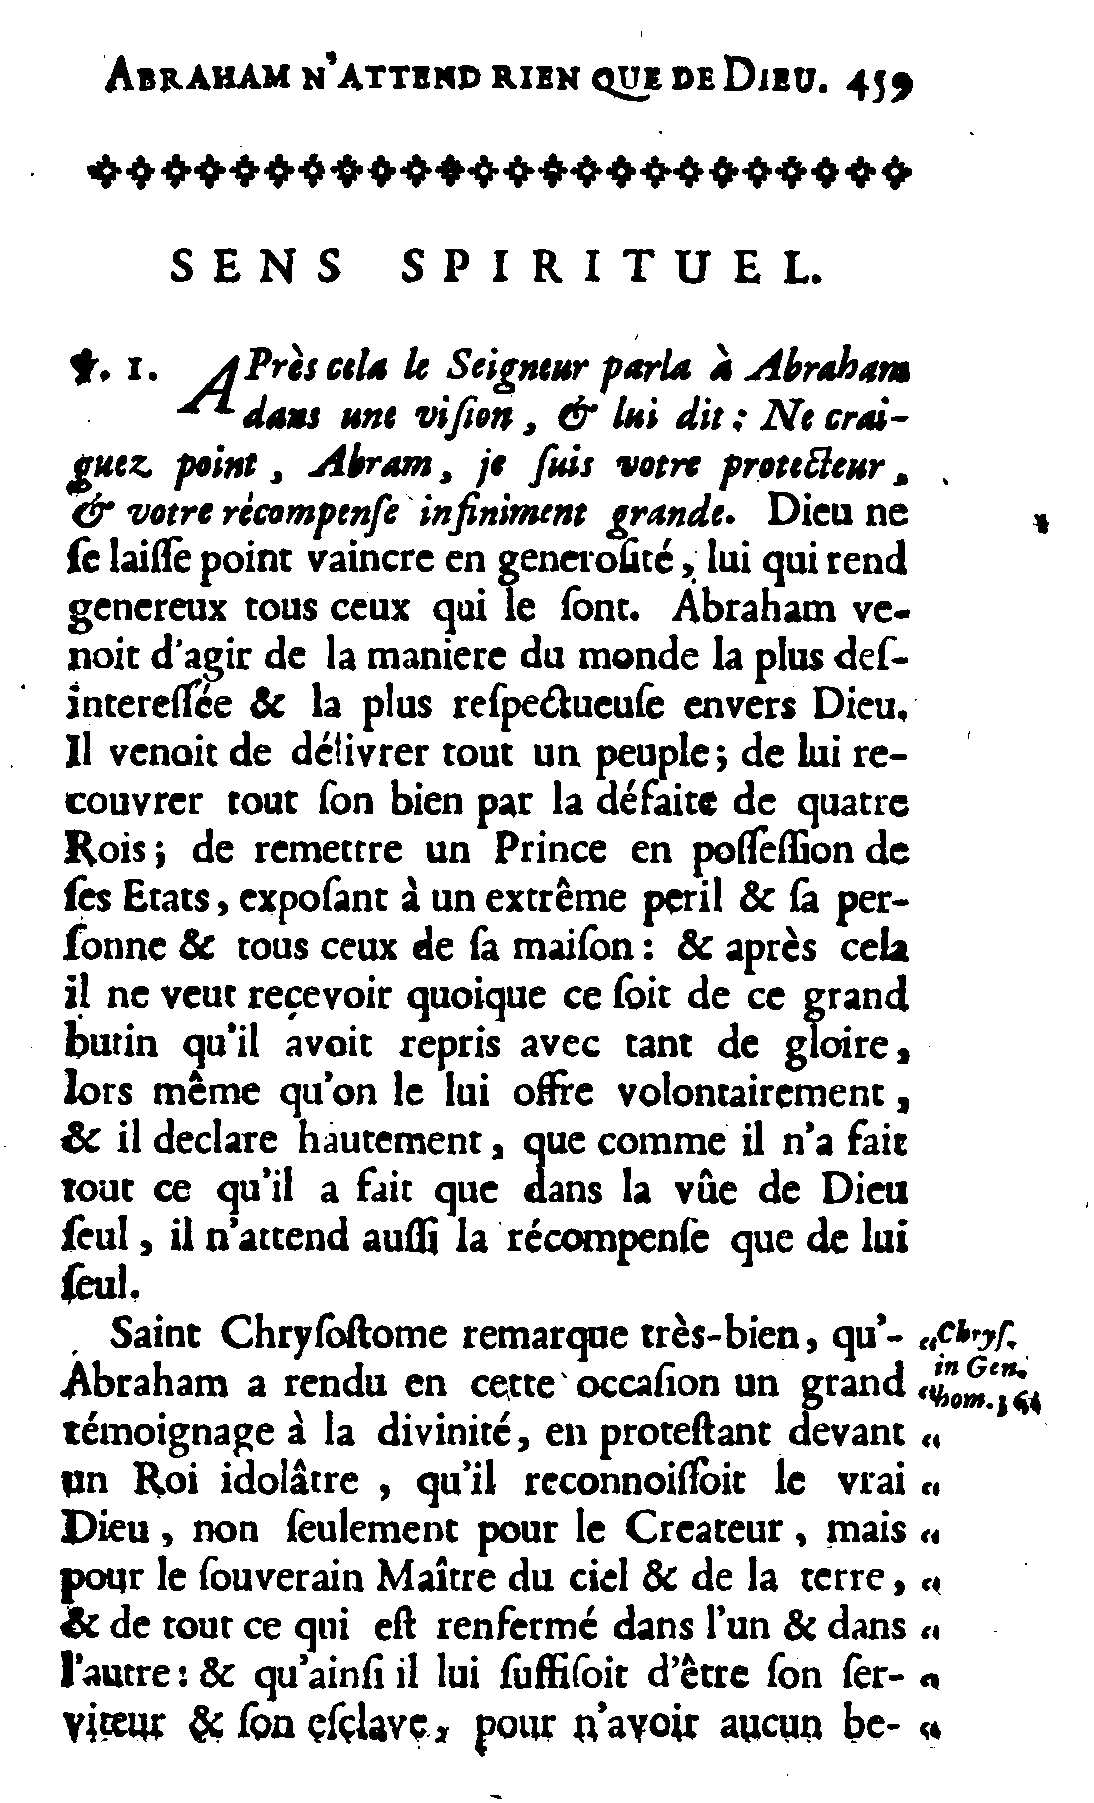 ABRAHAM N'ATTEND RIEN QUE DE DIEU. 459
SENS SPIRITUEL.
℣. 1. APrès cela le Seigneur parla à Abraham
dans une viſion, & lui dit: Ne crai-
guez point, Abram, je ſuis votre protecteur,
& votre récompenſe infiniment grande. Dieu ne
ſe laiſſe point vaincre en generoſité, lui qui rend
genereux tous ceux qui le ſont. Abraham ve-
noit d'agir de la maniere du monde la plus deſ-
intereſſée & la plus reſpectueuſe envers Dieu.
Il venoit de délivrer tout un peuple; de lui re-
couvrer tout ſon bien par la défaite de quatre
Rois; de remettre un Prince en poſſeſſion de
ſes Etats, expoſant à un extrême peril & ſa per-
ſonne & tous ceux de ſa maiſon: & après cela
il ne veut recevoir quoique ce ſoit de ce grand
butin qu'il avoit repris avec tant de gloire,
lors même qu'on le lui offre volontairement,
& il declare hautement, que comme il n'a fait
tout ce qu'il a fait que dans la vûe de Dieu
ſeul, il n'attend auſſi la récompenſe que de lui
ſeul.
Saint Chryſoſtome remarque très-bien, qu'- „ Chryſ.
Abraham a rendu en cette occaſion un grand “ in Gen. hom.
témoignage à la divinité, en proteſtant devant “
un Roi idolâtre, qu'il reconnoiſſoit le vrai “
Dieu, non ſeulement pour le Createur, mais “
pour le ſouverain Maître du ciel & de la terre, “
& de tout ce qui eſt renfermé dans l'un & dans “
l'autre: & qu'ainſi il lui ſuffiſoit d'être ſon ſer- “
viteur & ſon eſclave, pour n'avoir aucun be- “